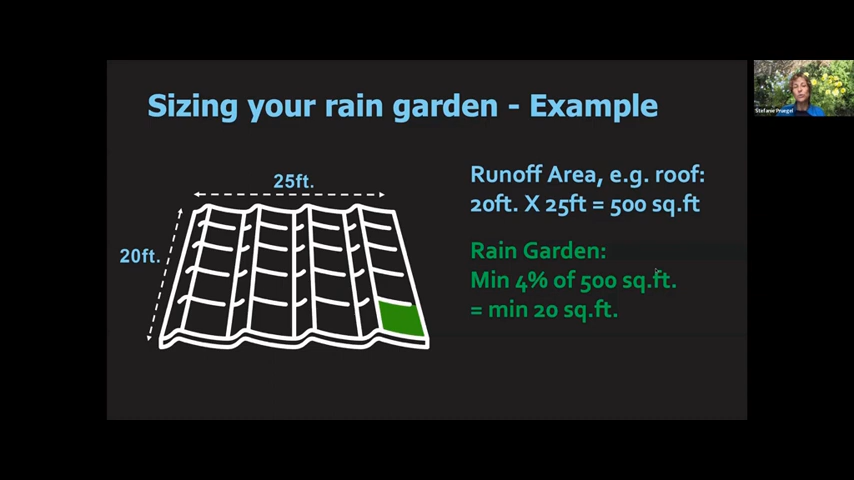 Sizing your rain garden - Example
25ft.
20ft.
Runoff Area, e.g. roof:
20ft. X 25ft = 500 sq.ft
Rain Garden:
Min 4% of 500 sq.ft.
= min 20 sq.ft.
Stefanie Pruegel